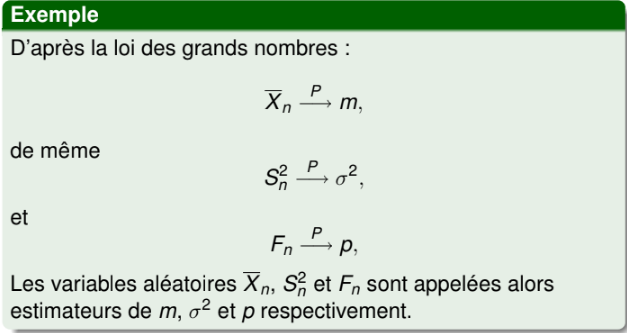 Exemple
D'après la loi des grands nombres :
$\overline{X}_n \xrightarrow{P} m,$
de même
$S_n^2 \xrightarrow{P} \sigma^2,$
et
$F_n \xrightarrow{P} p,$
Les variables aléatoires $\overline{X}_n$, $S_n^2$ et $F_n$ sont appelées alors
estimateurs de $m$, $\sigma^2$ et $p$ respectivement.